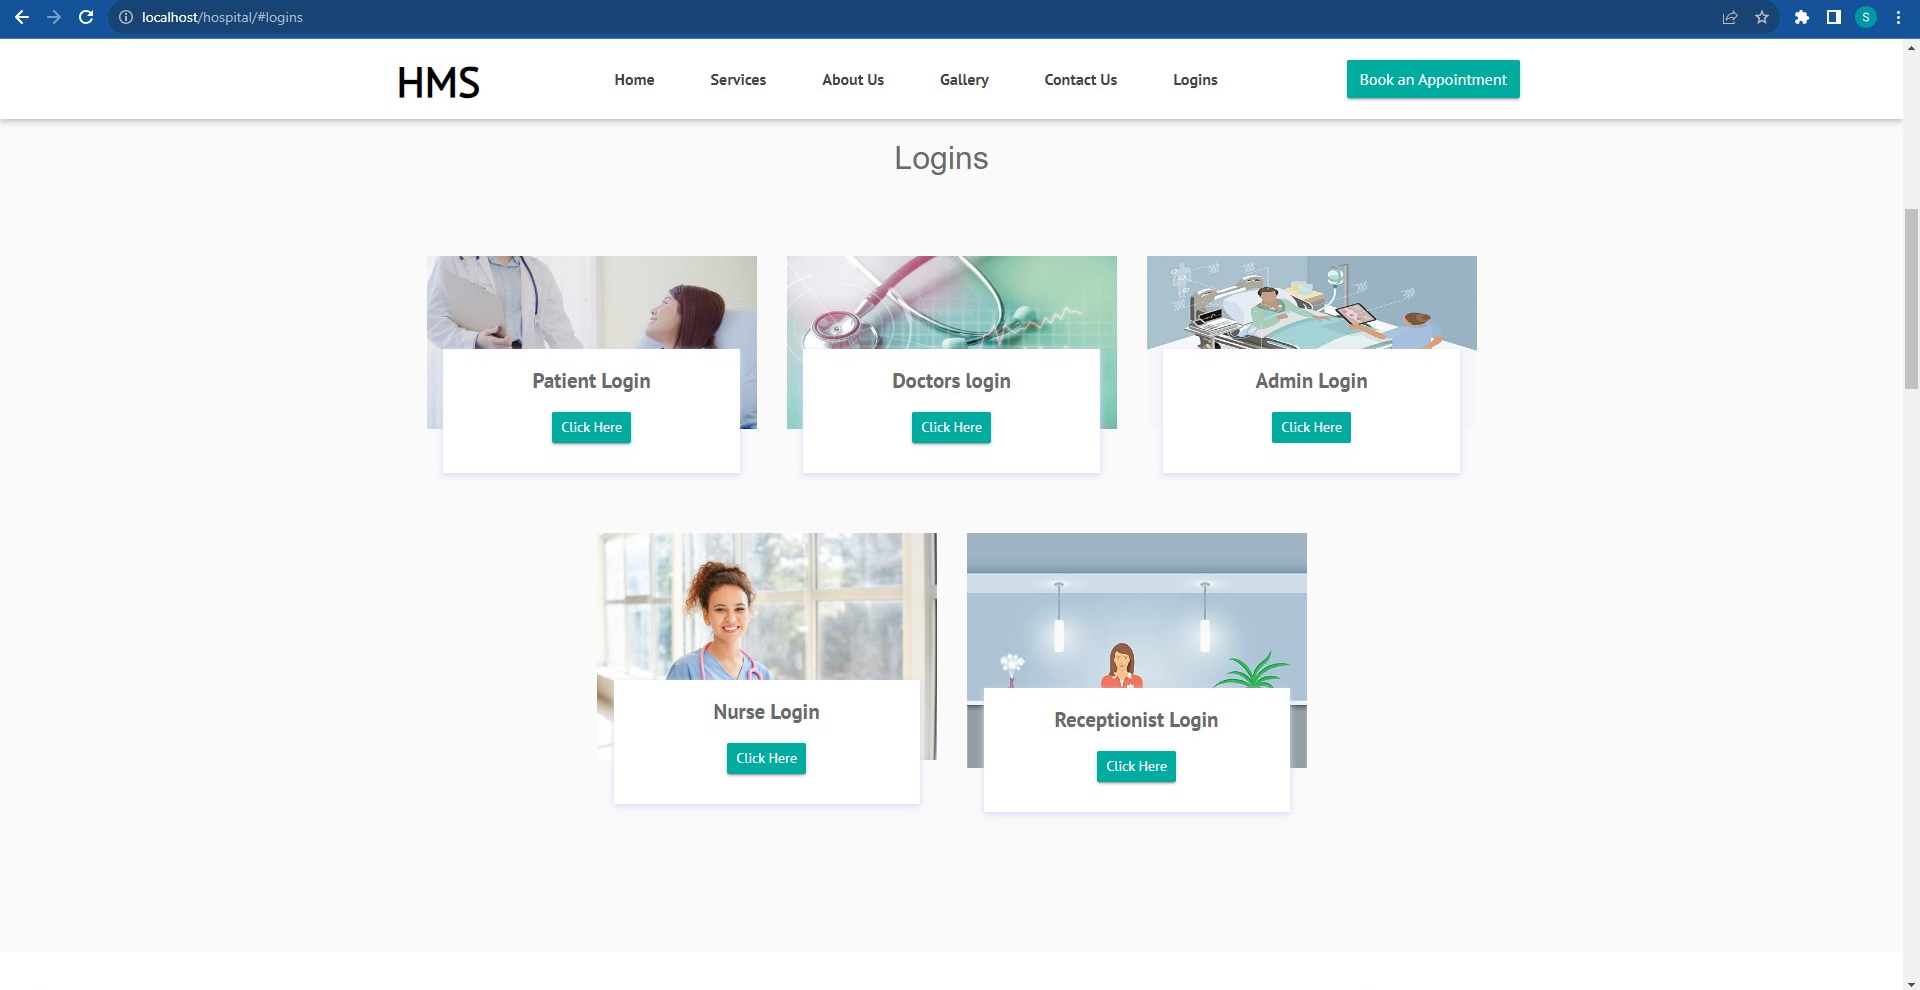 localhost/hospital/#logins
S
HMS
Home Services About Us Gallery Contact Us Logins
Book an Appointment
Logins
Patient Login
Click Here
Doctors login
Click Here
Admin Login
Click Here
Nurse Login
Click Here
Receptionist Login
Click Here